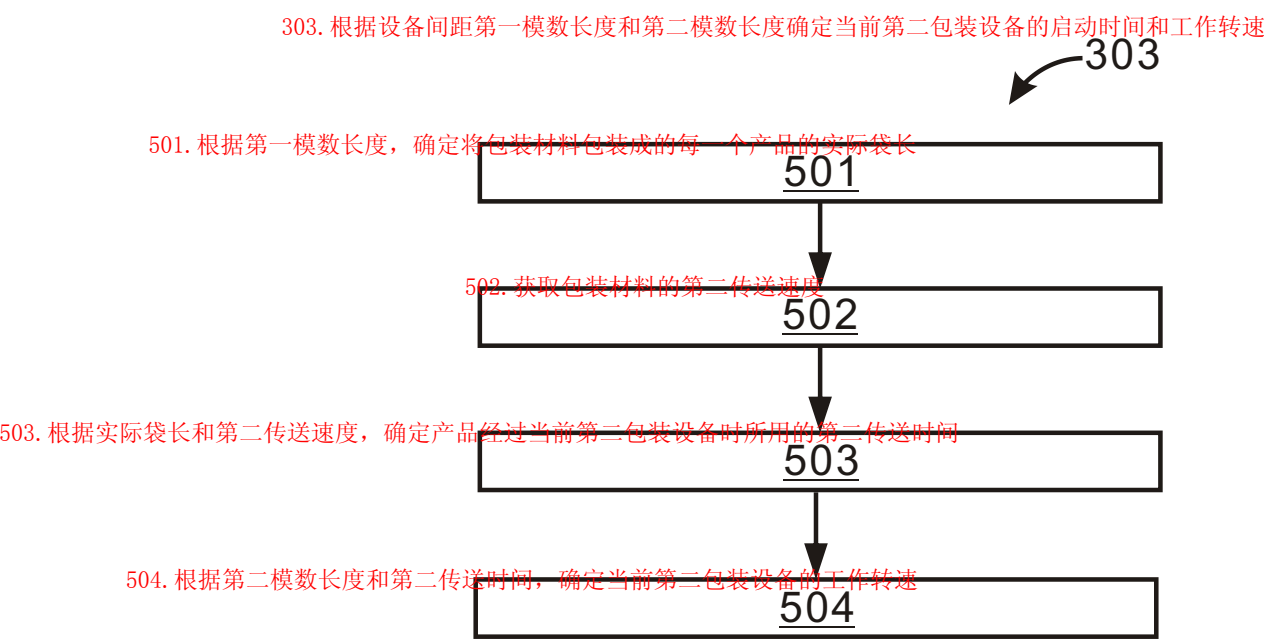 303.根据设备间距第一模数长度和第二模数长度确定当前第二包装设备的启动时间和工作转速
303
501.根据第一模数长度，确定将包装材料包装成的每一个产品的实际袋长
501
502.获取包装材料的第二传送速度
502
503.根据实际袋长和第二传送速度，确定产品经过当前第二包装设备时所用的第二传送时间
503
504.根据第二模数长度和第二传送时间，确定当前第二包装设备的工作转速
504